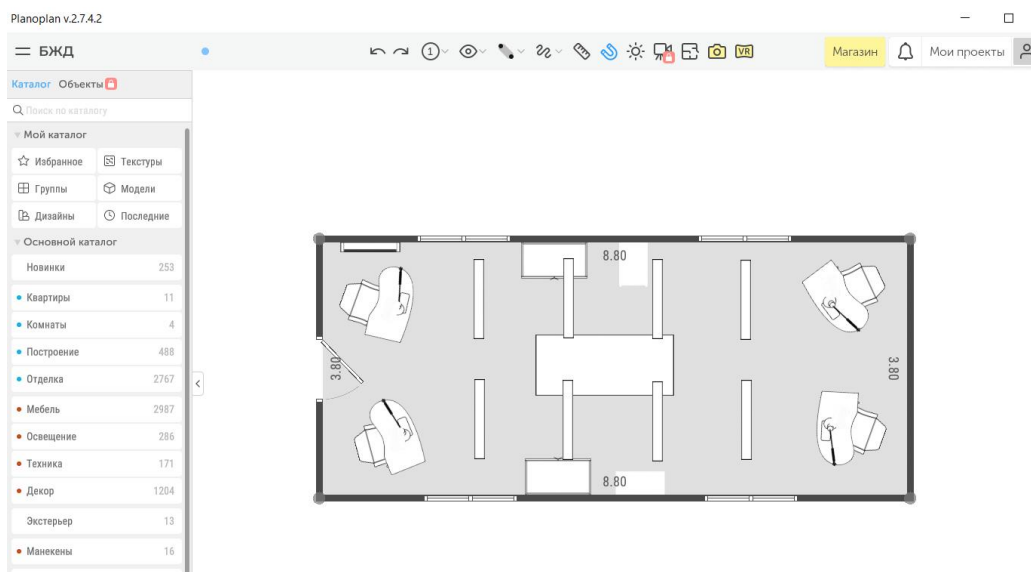 Planoplan v.2.7.4.2
БЖД
1
VR
Магазин
Мои проекты
Каталог Объекты
Поиск по каталогу
Мой каталог
Избранное Текстуры
Группы Модели
Дизайны Последние
Основной каталог
Новинки 253
Квартиры 11
Комнаты 4
Построение 488
Отделка 2767
Мебель 2987
Освещение 286
Техника 171
Декор 1204
Экстерьер 13
Манекены 16
8.80
3.80
3.80
8.80